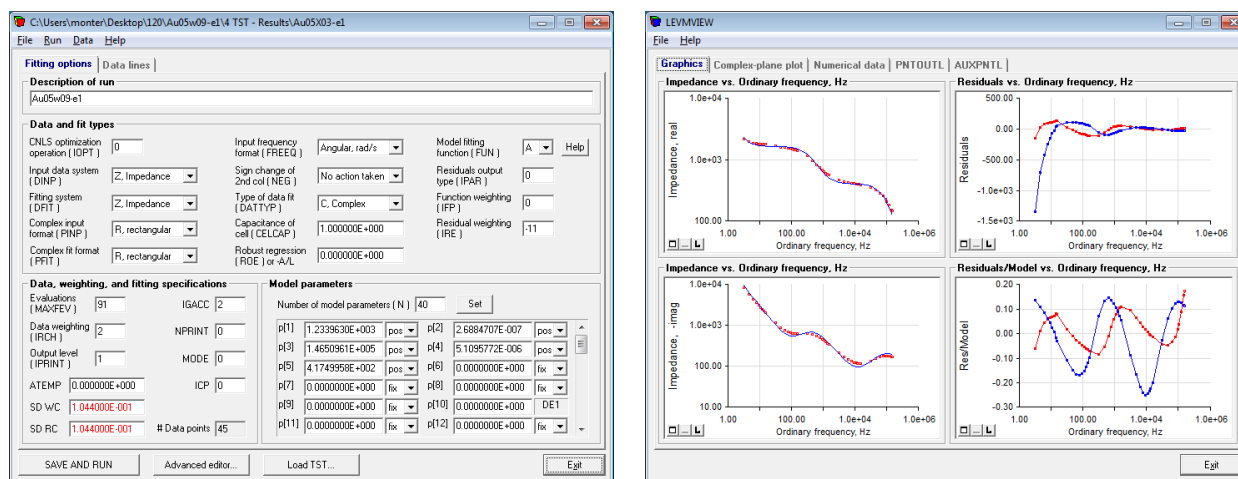 C:\Users\monter\Desktop\120\Au05w09-e1\4 TST - Results\Au05X03-e1
File Run Data Help
Fitting options Data lines
Description of run
Au05w09-e1
Data and fit types
CNLS optimization operation ( IOPT ) 0
Input frequency format ( FREEQ ) Angular, rad/s
Model fitting function ( FUN ) A Help
Input data system ( DINP ) Z, Impedance
Sign change of 2nd col ( NEG ) No action taken
Residuals output type ( IPAR ) 0
Fitting system ( DFIT ) Z, Impedance
Type of data fit ( DATTYP ) C, Complex
Function weighting ( IFP ) 0
Complex input format ( PINP ) R, rectangular
Capacitance of cell ( CELCAP ) 1.000000E+000
Residual weighting ( IRE ) -11
Complex fit format ( PFIT ) R, rectangular
Robust regression ( ROE ) or -A/L 0.000000E+000
Data, weighting, and fitting specifications
Evaluations ( MAXFEV ) 91 IGACC 2
Data weighting ( IRCH ) 2 NPRINT 0
Output level ( IPRINT ) 1 MODE 0
ATEMP 0.000000E+000 ICP 0
SD WC 1.044000E-001
SD RC 1.044000E-001 # Data points 45
Model parameters
Number of model parameters ( N ) 40 Set
p[1] 1.2339630E+003 pos p[2] 2.6884707E-007 pos
p[3] 1.4650961E+005 pos p[4] 5.1095772E-006 pos
p[5] 4.1749958E+002 pos p[6] 0.0000000E+000 fix
p[7] 0.0000000E+000 fix p[8] 0.0000000E+000 fix
p[9] 0.0000000E+000 fix p[10] 0.0000000E+000 DE1
p[11] 0.0000000E+000 fix p[12] 0.0000000E+000 fix
SAVE AND RUN Advanced editor... Load TST... Exit
LEVMVIEW
File Help
Graphics Complex-plane plot Numerical data PNTOUTL AUXPNTL
Impedance vs. Ordinary frequency, Hz
1.0e+04
1.0e+03
100.00
Impedance, real
1.00 100.00 1.0e+04 1.0e+06
Ordinary frequency, Hz
Residuals vs. Ordinary frequency, Hz
500.00
0.00
-500.00
-1.0e+03
-1.5e+03
Residuals
1.00 100.00 1.0e+04 1.0e+06
Ordinary frequency, Hz
Impedance vs. Ordinary frequency, Hz
1.0e+04
1.0e+03
100.00
10.00
Impedance, -imag
1.00 100.00 1.0e+04 1.0e+06
Ordinary frequency, Hz
Residuals/Model vs. Ordinary frequency, Hz
0.20
0.10
0.00
-0.10
-0.20
-0.30
Res/Model
1.00 100.00 1.0e+04 1.0e+06
Ordinary frequency, Hz
Exit